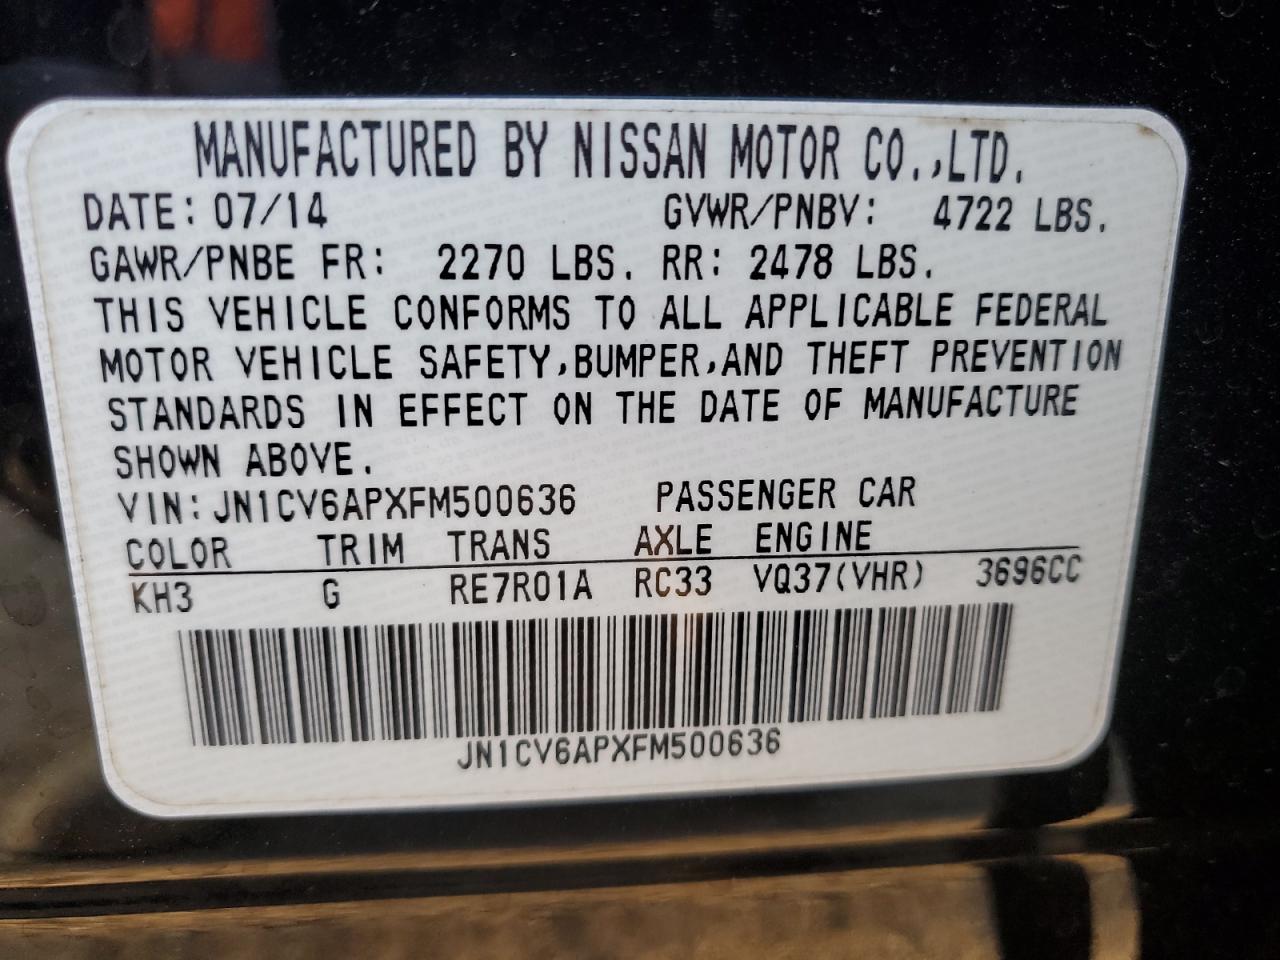 MANUFACTURED BY NISSAN MOTOR CO.,LTD.
DATE: 07/14 GVWR/PNBV: 4722 LBS.
GAWR/PNBE FR: 2270 LBS. RR: 2478 LBS.
THIS VEHICLE CONFORMS TO ALL APPLICABLE FEDERAL
MOTOR VEHICLE SAFETY,BUMPER,AND THEFT PREVENTION
STANDARDS IN EFFECT ON THE DATE OF MANUFACTURE
SHOWN ABOVE.
VIN:JN1CV6APXFM500636 PASSENGER CAR
COLOR TRIM TRANS AXLE ENGINE
KH3 G RE7R01A RC33 VQ37(VHR) 3696CC
JN1CV6APXFM500636